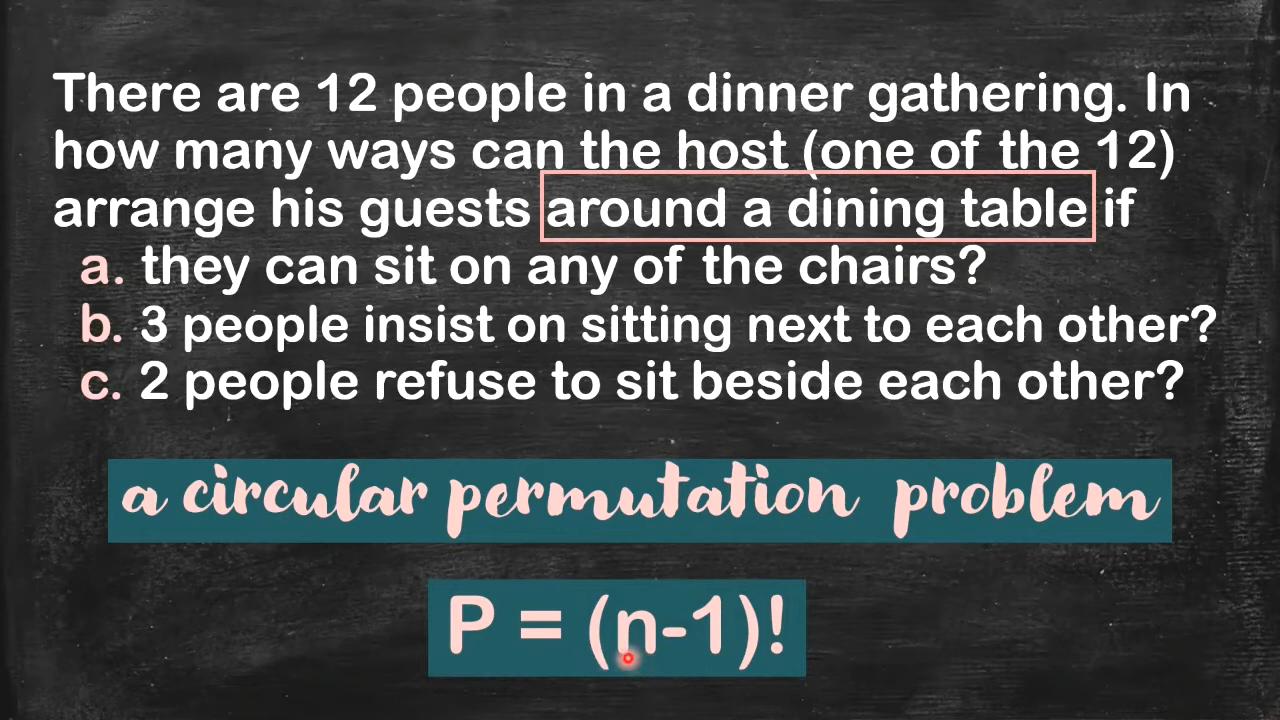 There are 12 people in a dinner gathering. In
how many ways can the host (one of the 12)
arrange his guests around a dining table if
a. they can sit on any of the chairs?
b. 3 people insist on sitting next to each other?
c. 2 people refuse to sit beside each other?
a circular permutation problem
P = (n-1)!